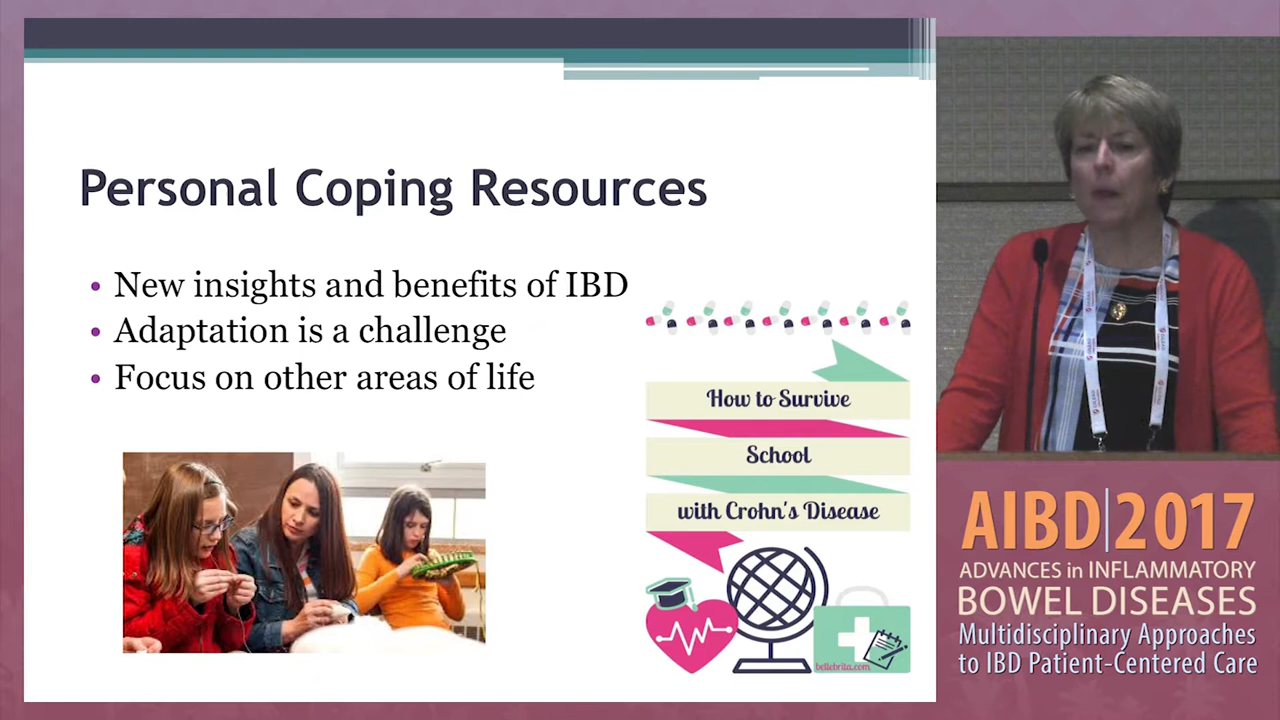 Personal Coping Resources
• New insights and benefits of IBD
• Adaptation is a challenge
• Focus on other areas of life
How to Survive
School
with Crohn's Disease
bellebrita.com
AIBD|2017
ADVANCES in INFLAMMATORY
BOWEL DISEASES
Multidisciplinary Approaches
to IBD Patient-Centered Care